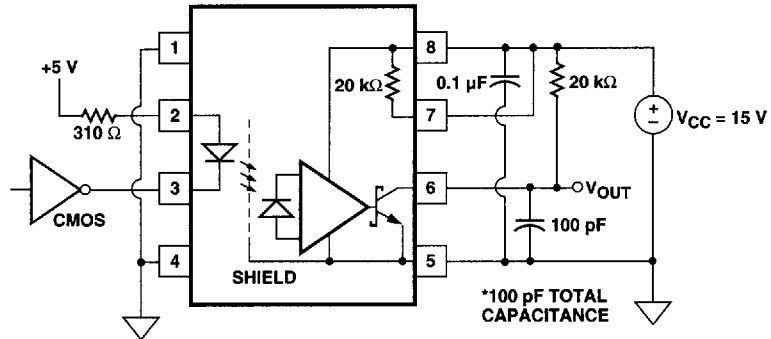 1
8
+5 V
20 kΩ
0.1 µF
20 kΩ
2
7
310 Ω
V_CC = 15 V
3
6
V_OUT
CMOS
100 pF
4
5
SHIELD
*100 pF TOTAL
CAPACITANCE